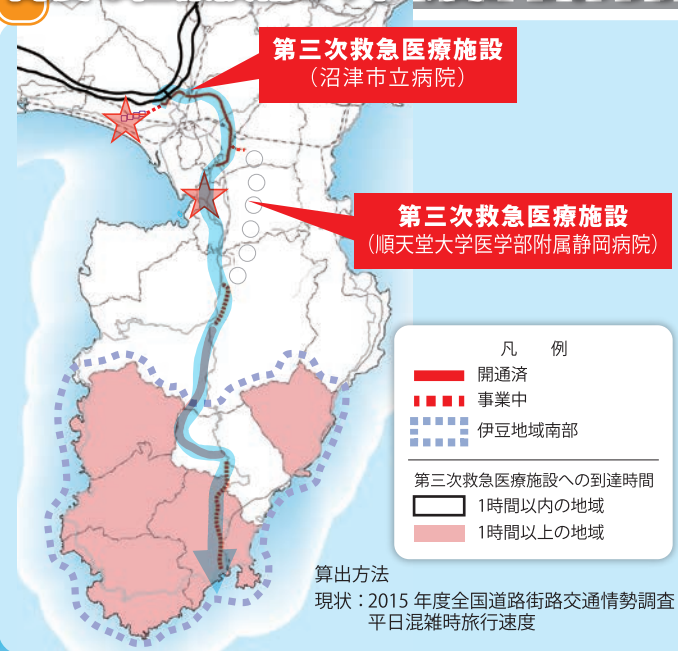 第三次救急医療施設
（沼津市立病院）
第三次救急医療施設
（順天堂大学医学部附属静岡病院）
凡　例
開通済
事業中
伊豆地域南部
第三次救急医療施設への到達時間
1時間以内の地域
1時間以上の地域
算出方法
現状：2015 年度全国道路街路交通情勢調査
平日混雑時旅行速度